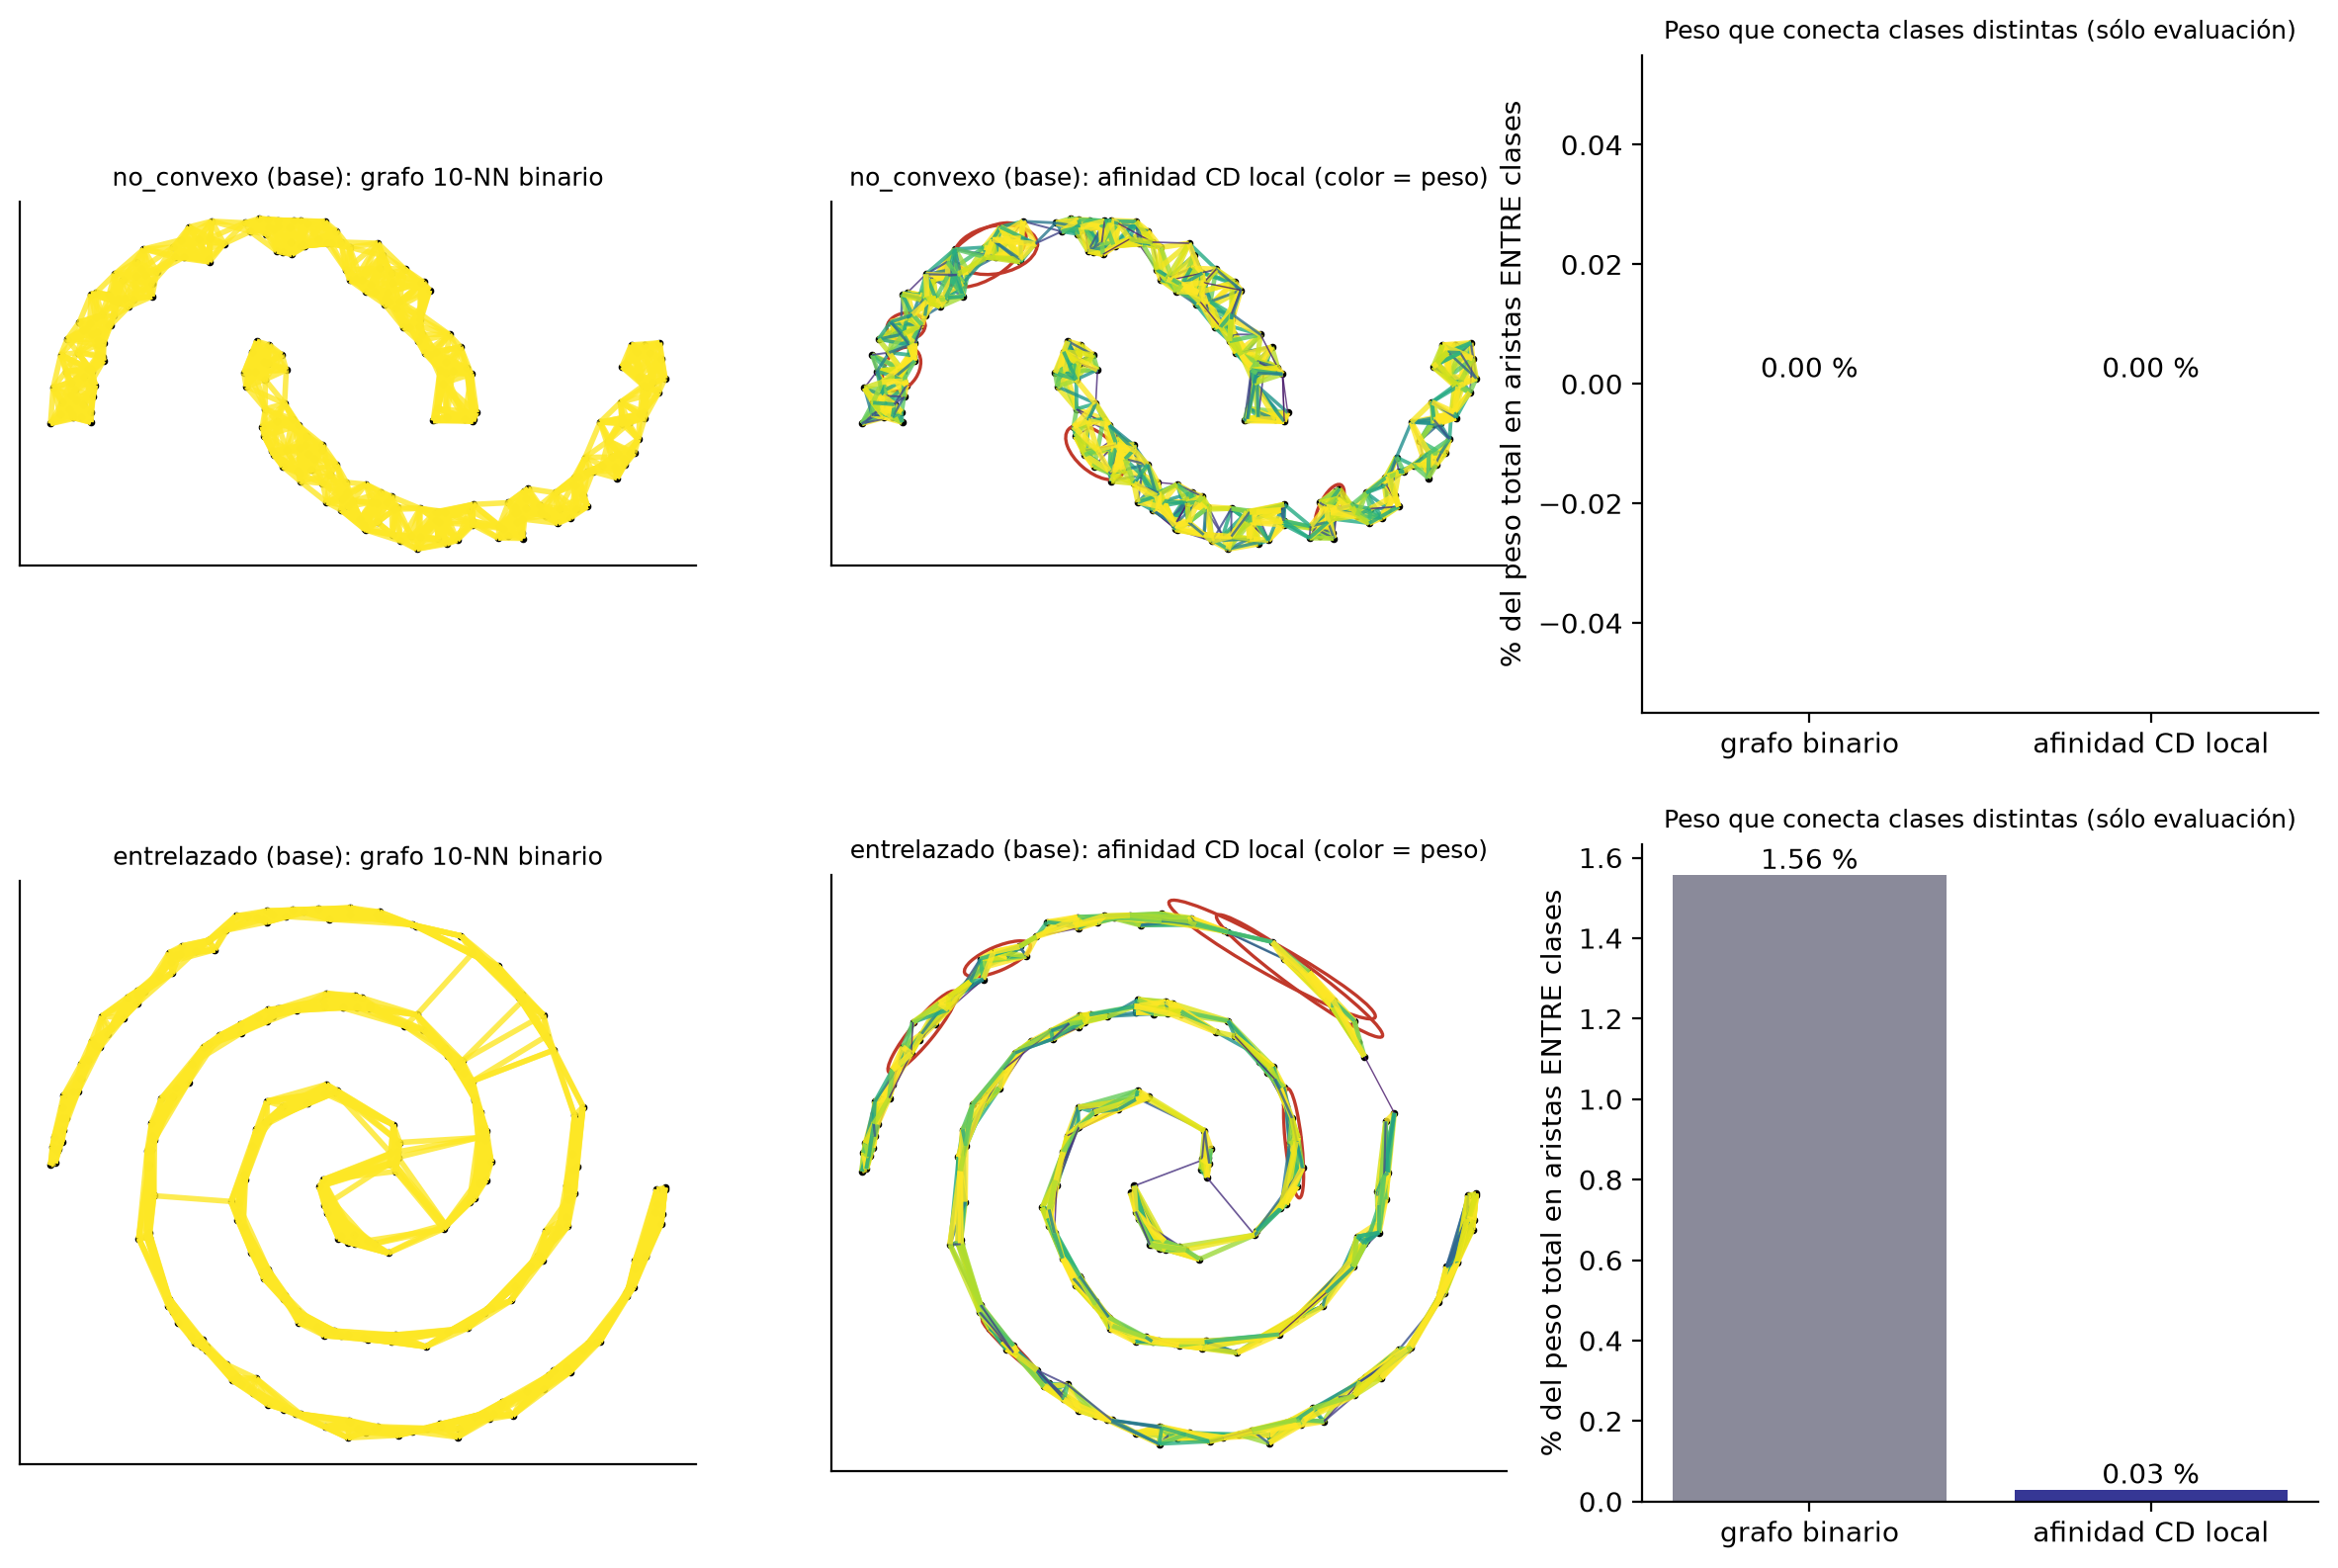 no_convexo (base): grafo 10-NN binario
no_convexo (base): afinidad CD local (color = peso)
Peso que conecta clases distintas (sólo evaluación)
% del peso total en aristas ENTRE clases
0.04
0.02
0.00
−0.02
−0.04
0.00 %
0.00 %
grafo binario
afinidad CD local
entrelazado (base): grafo 10-NN binario
entrelazado (base): afinidad CD local (color = peso)
Peso que conecta clases distintas (sólo evaluación)
% del peso total en aristas ENTRE clases
1.6
1.4
1.2
1.0
0.8
0.6
0.4
0.2
0.0
1.56 %
0.03 %
grafo binario
afinidad CD local